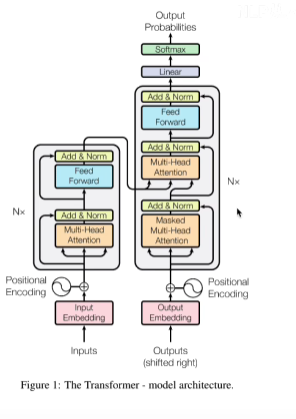 Output
Probabilities
Softmax
Linear
Add & Norm
Feed
Forward
Add & Norm
Multi-Head
Attention
Add & Norm
Masked
Multi-Head
Attention
Nx
Add & Norm
Feed
Forward
Add & Norm
Multi-Head
Attention
Nx
Positional
Encoding
Positional
Encoding
Input
Embedding
Output
Embedding
Inputs
Outputs
(shifted right)
Figure 1: The Transformer - model architecture.